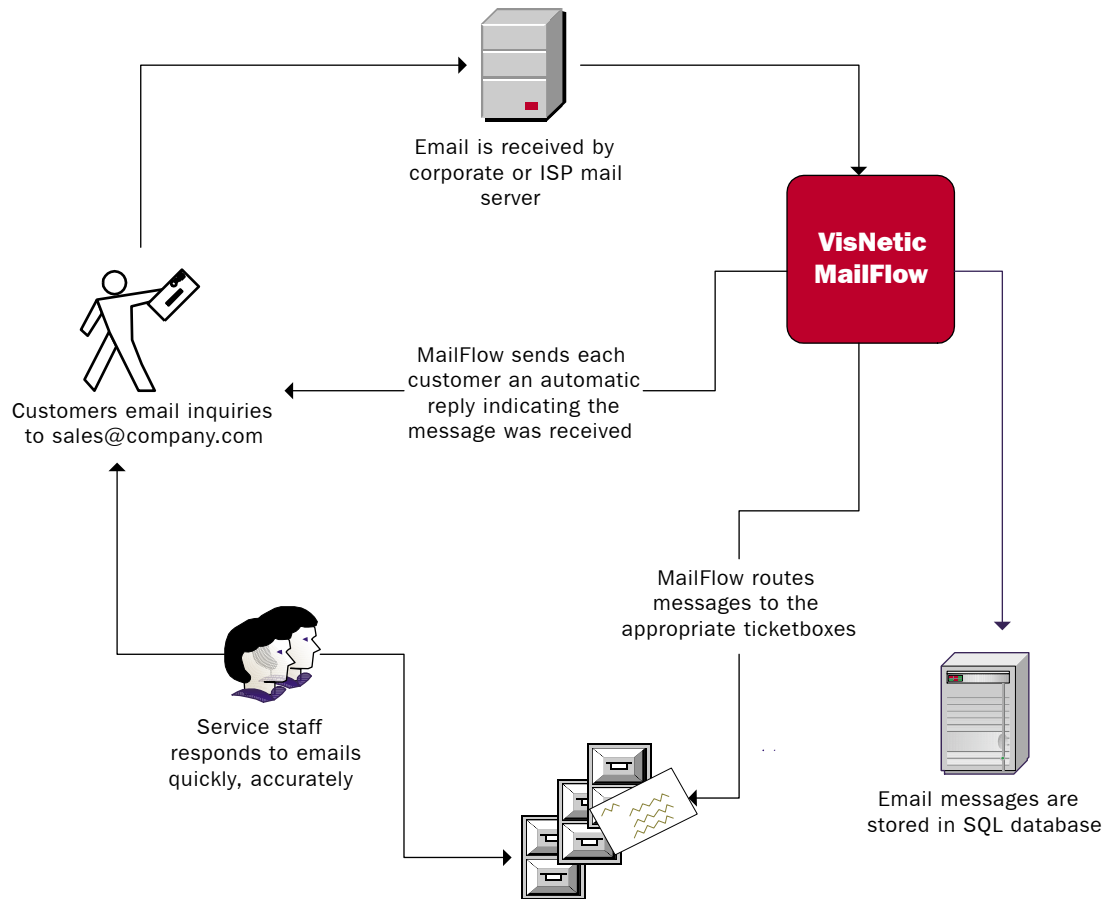 Email is received by
corporate or ISP mail
server
VisNetic
MailFlow
MailFlow sends each
customer an automatic
reply indicating the
message was received
Customers email inquiries
to sales@company.com
MailFlow routes
messages to the
appropriate ticketboxes
Service staff
responds to emails
quickly, accurately
Email messages are
stored in SQL database